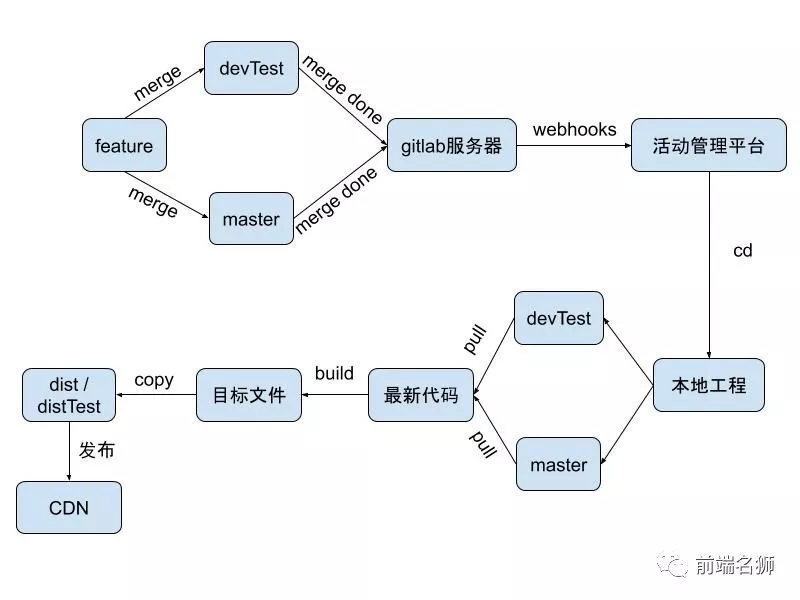 merge
devTest
merge done
feature
gitlab服务器
webhooks
活动管理平台
merge
master
merge done
cd
devTest
pull
本地工程
build
最新代码
copy
目标文件
dist /
distTest
pull
master
发布
CDN
前端名狮